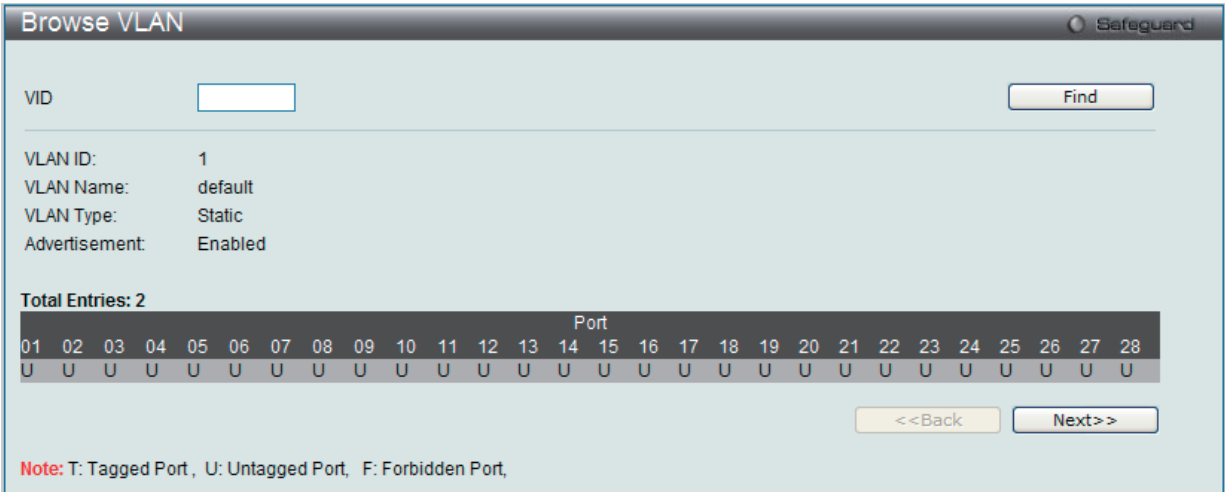 Browse VLAN
Safeguard
VID
Find
VLAN ID: 1
VLAN Name: default
VLAN Type: Static
Advertisement: Enabled
Total Entries: 2
Port
01 02 03 04 05 06 07 08 09 10 11 12 13 14 15 16 17 18 19 20 21 22 23 24 25 26 27 28
U U U U U U U U U U U U U U U U U U U U U U U U U U U U
<<Back Next>>
Note: T: Tagged Port , U: Untagged Port, F: Forbidden Port,